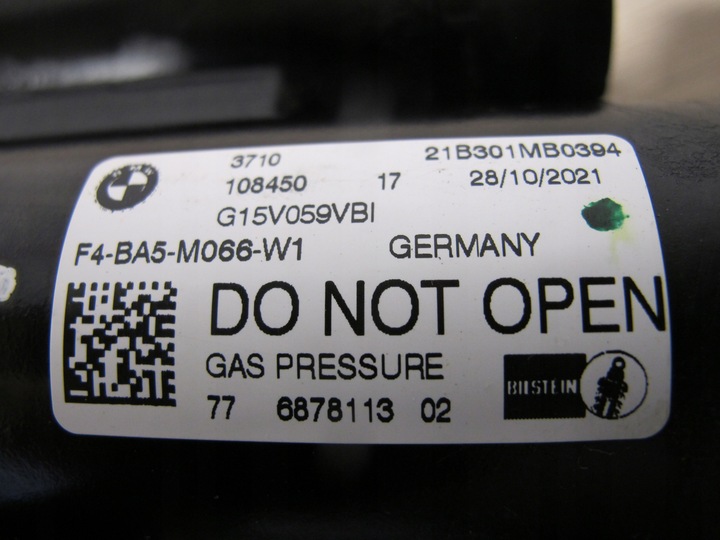 BMW
3710 21B301MB0394
108450 17 28/10/2021
G15V059VBI
F4-BA5-M066-W1 GERMANY
DO NOT OPEN
GAS PRESSURE
BILSTEIN
77 6878113 02